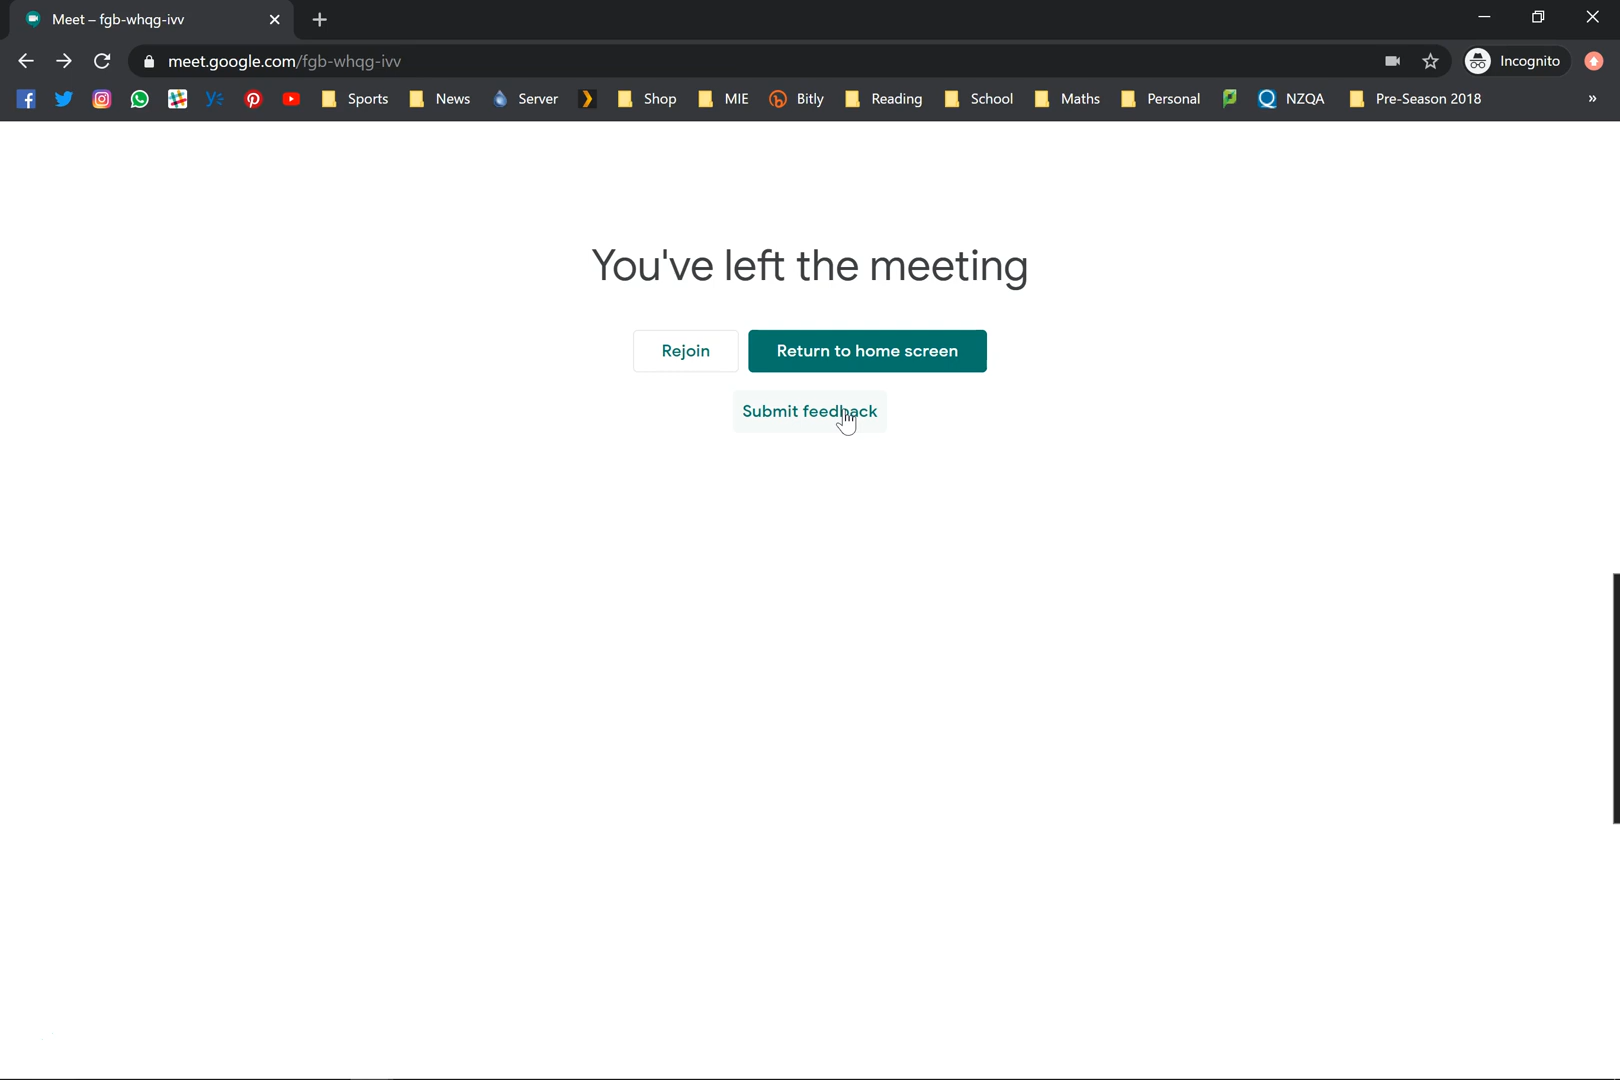 Meet – fgb-whqg-ivv
meet.google.com/fgb-whqg-ivv
Incognito
Sports News Server Shop MIE Bitly Reading School Maths Personal NZQA Pre-Season 2018 »
You've left the meeting
Rejoin Return to home screen
Submit feedback